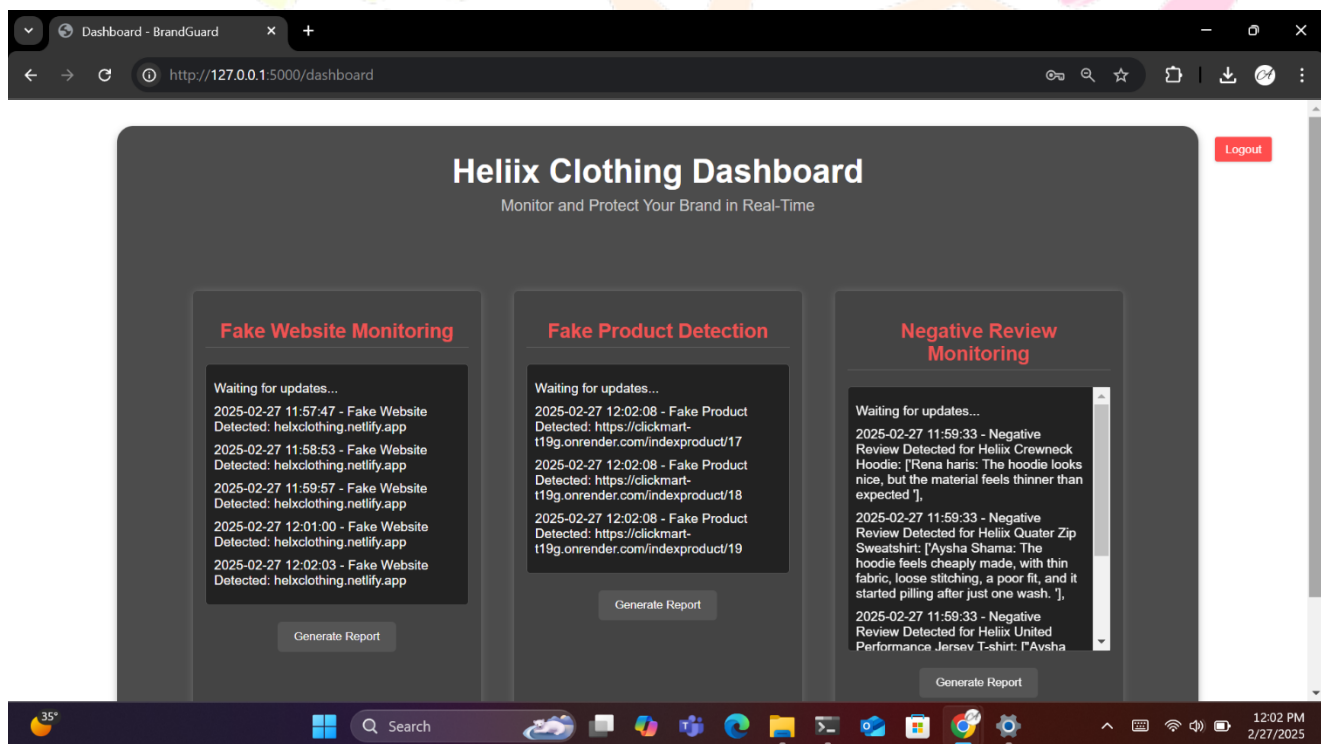 Dashboard - BrandGuard
http://127.0.0.1:5000/dashboard
Logout
Heliix Clothing Dashboard
Monitor and Protect Your Brand in Real-Time
Fake Website Monitoring
Waiting for updates...
2025-02-27 11:57:47 - Fake Website
Detected: helxclothing.netlify.app
2025-02-27 11:58:53 - Fake Website
Detected: helxclothing.netlify.app
2025-02-27 11:59:57 - Fake Website
Detected: helxclothing.netlify.app
2025-02-27 12:01:00 - Fake Website
Detected: helxclothing.netlify.app
2025-02-27 12:02:03 - Fake Website
Detected: helxclothing.netlify.app
Generate Report
Fake Product Detection
Waiting for updates...
2025-02-27 12:02:08 - Fake Product
Detected: https://clickmart-
t19g.onrender.com/indexproduct/17
2025-02-27 12:02:08 - Fake Product
Detected: https://clickmart-
t19g.onrender.com/indexproduct/18
2025-02-27 12:02:08 - Fake Product
Detected: https://clickmart-
t19g.onrender.com/indexproduct/19
Generate Report
Negative Review
Monitoring
Waiting for updates...
2025-02-27 11:59:33 - Negative
Review Detected for Heliix Crewneck
Hoodie: ['Rena haris: The hoodie looks
nice, but the material feels thinner than
expected '],
2025-02-27 11:59:33 - Negative
Review Detected for Heliix Quater Zip
Sweatshirt: ['Aysha Shama: The
hoodie feels cheaply made, with thin
fabric, loose stitching, a poor fit, and it
started pilling after just one wash. '],
2025-02-27 11:59:33 - Negative
Review Detected for Heliix United
Performance Jersey T-shirt: ["Aysha
Generate Report
35°
Search
12:02 PM
2/27/2025